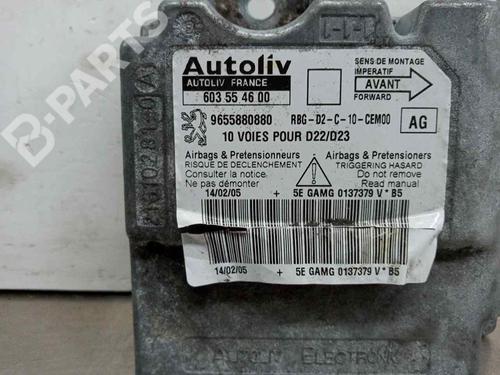 Autoliv
AUTOLIV FRANCE
603 55 46 00
SENS DE MONTAGE
IMPERATIF
AVANT
FORWARD
9655880880
RBG-D2-C-10-CEM00
AG
10 VOIES POUR D22/D23
Airbags & Pretensionneurs
RISQUE DE DECLENCHEMENT
Consulter la notice
Ne pas démonter
Airbags & Pretensioners
FIRING HAZARD
Do not remove
Read manual
14/02/05 + 5E GAMG 0137379 V * B5
14/02/05 + 5E GAMG 0137379 V * B5
AUTOLIV ELECTRONIC
B-PARTS
B-PARTS